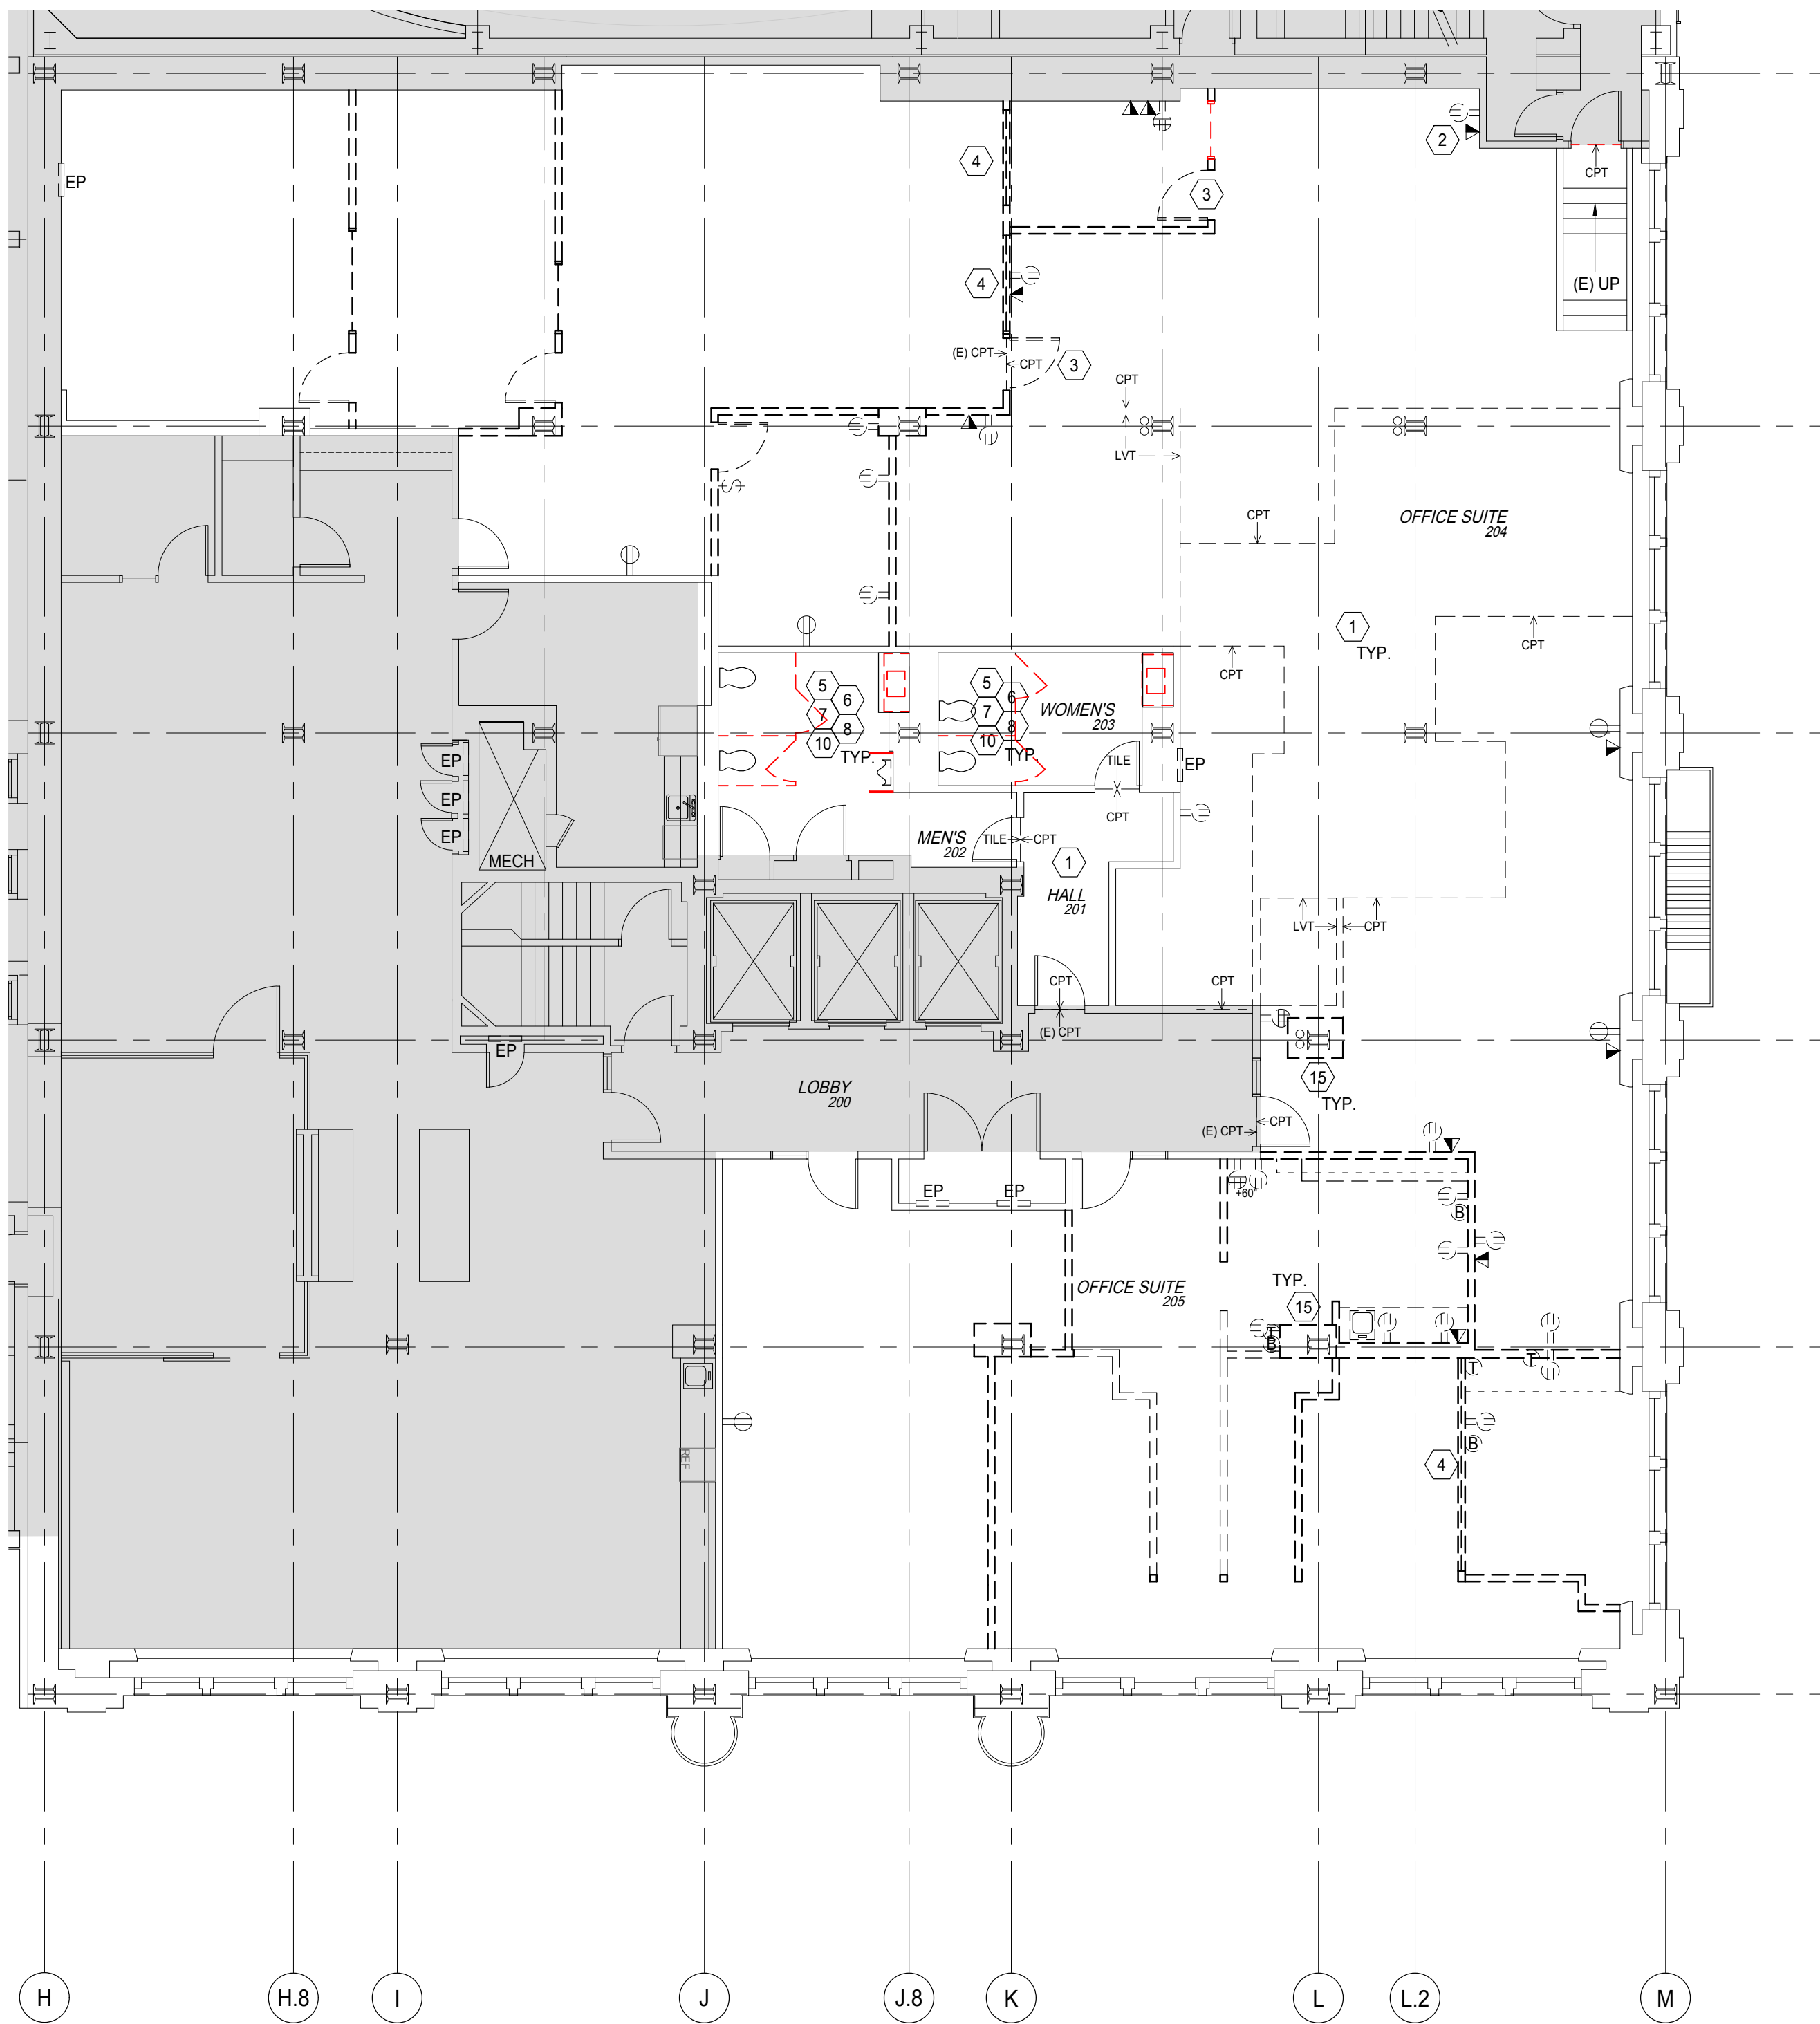 2
4
EP
CPT
3
4
(E) UP
(E) CPT
CPT
3
CPT
LVT
CPT
OFFICE SUITE
204
1
TYP.
CPT
CPT
5
6
7
8
10
TYP.
5
6
7
8
10
TYP.
WOMEN'S
203
EP
TILE
CPT
EP
EP
EP
MECH
MEN'S
202
TILE
CPT
1
HALL
201
LVT
CPT
CPT
(E) CPT
CPT
EP
15
TYP.
LOBBY
200
(E) CPT
CPT
+60"
EP
EP
B
OFFICE SUITE
205
TYP.
15
T
B
T
T
B
4
REF
H
H.8
I
J
J.8
K
L
L.2
M